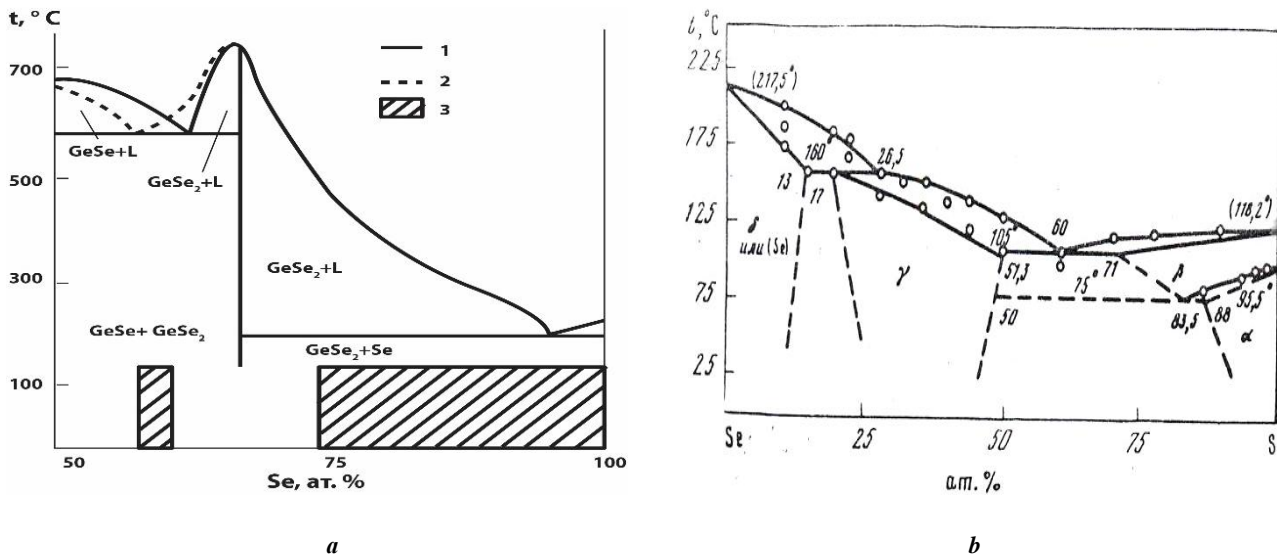 t, ° C
700
500
300
100
1
2
3
GeSe+L
GeSe₂+L
GeSe₂+L
GeSe+ GeSe₂
GeSe₂+Se
50
75
100
Se, ат. %
a
t,°C
225
175
125
75
25
(217,5°)
160°
26,5
13
17
105°
60
(118,2°)
δ
или (Se)
γ
51,3
75°
71
β
50
83,5
88
95,5°
α
Se
25
50
75
S
ат.%
b